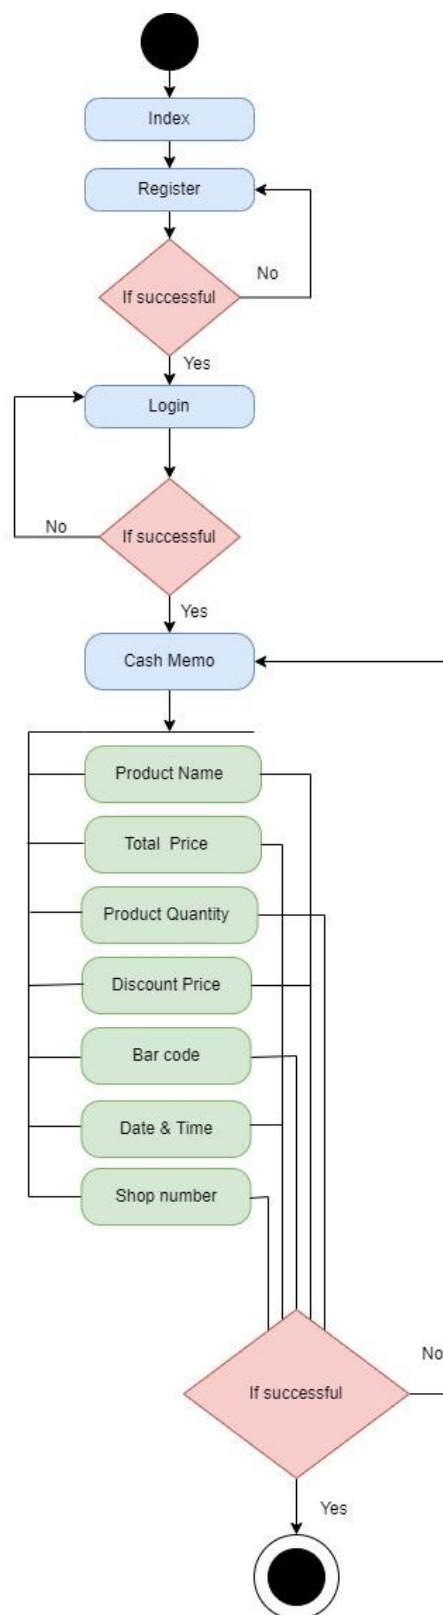 Index
Register
If successful
No
Yes
Login
If successful
No
Yes
Cash Memo
Product Name
Total Price
Product Quantity
Discount Price
Bar code
Date & Time
Shop number
If successful
No
Yes